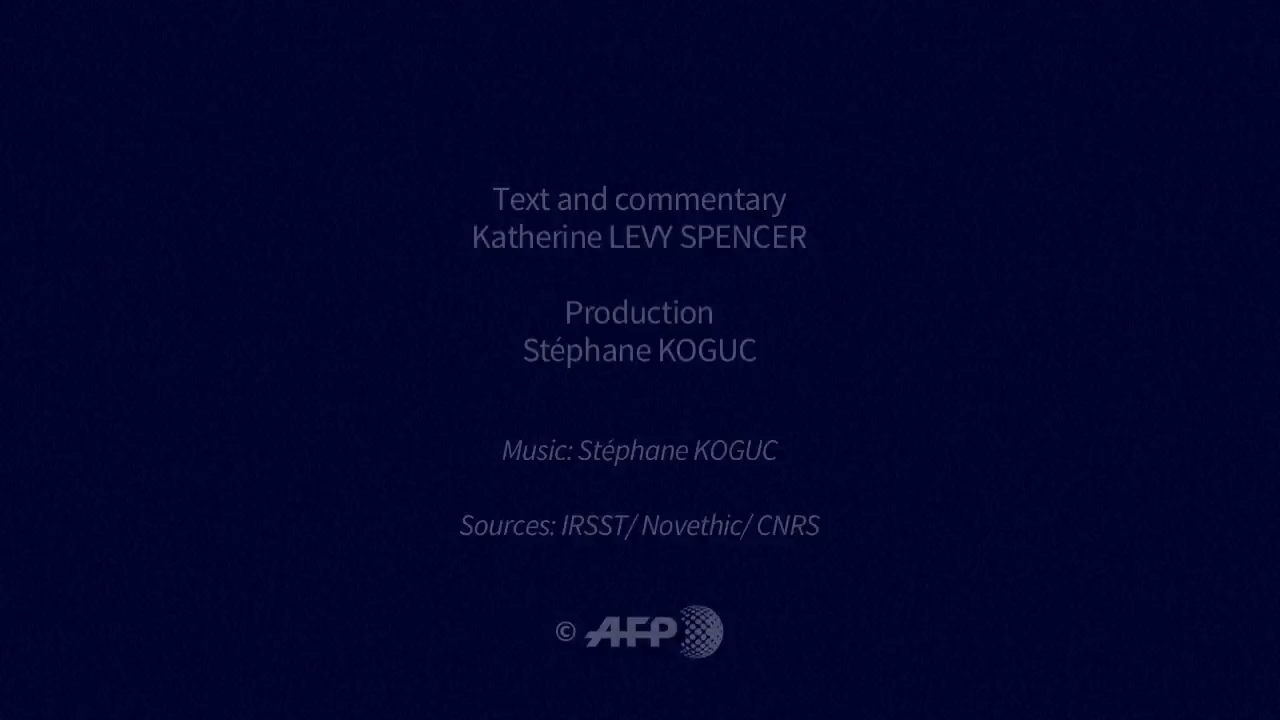 Text and commentary
Katherine LEVY SPENCER
Production
Stéphane KOGUC
Music: Stéphane KOGUC
Sources: IRSST/ Novethic/ CNRS
© AFP